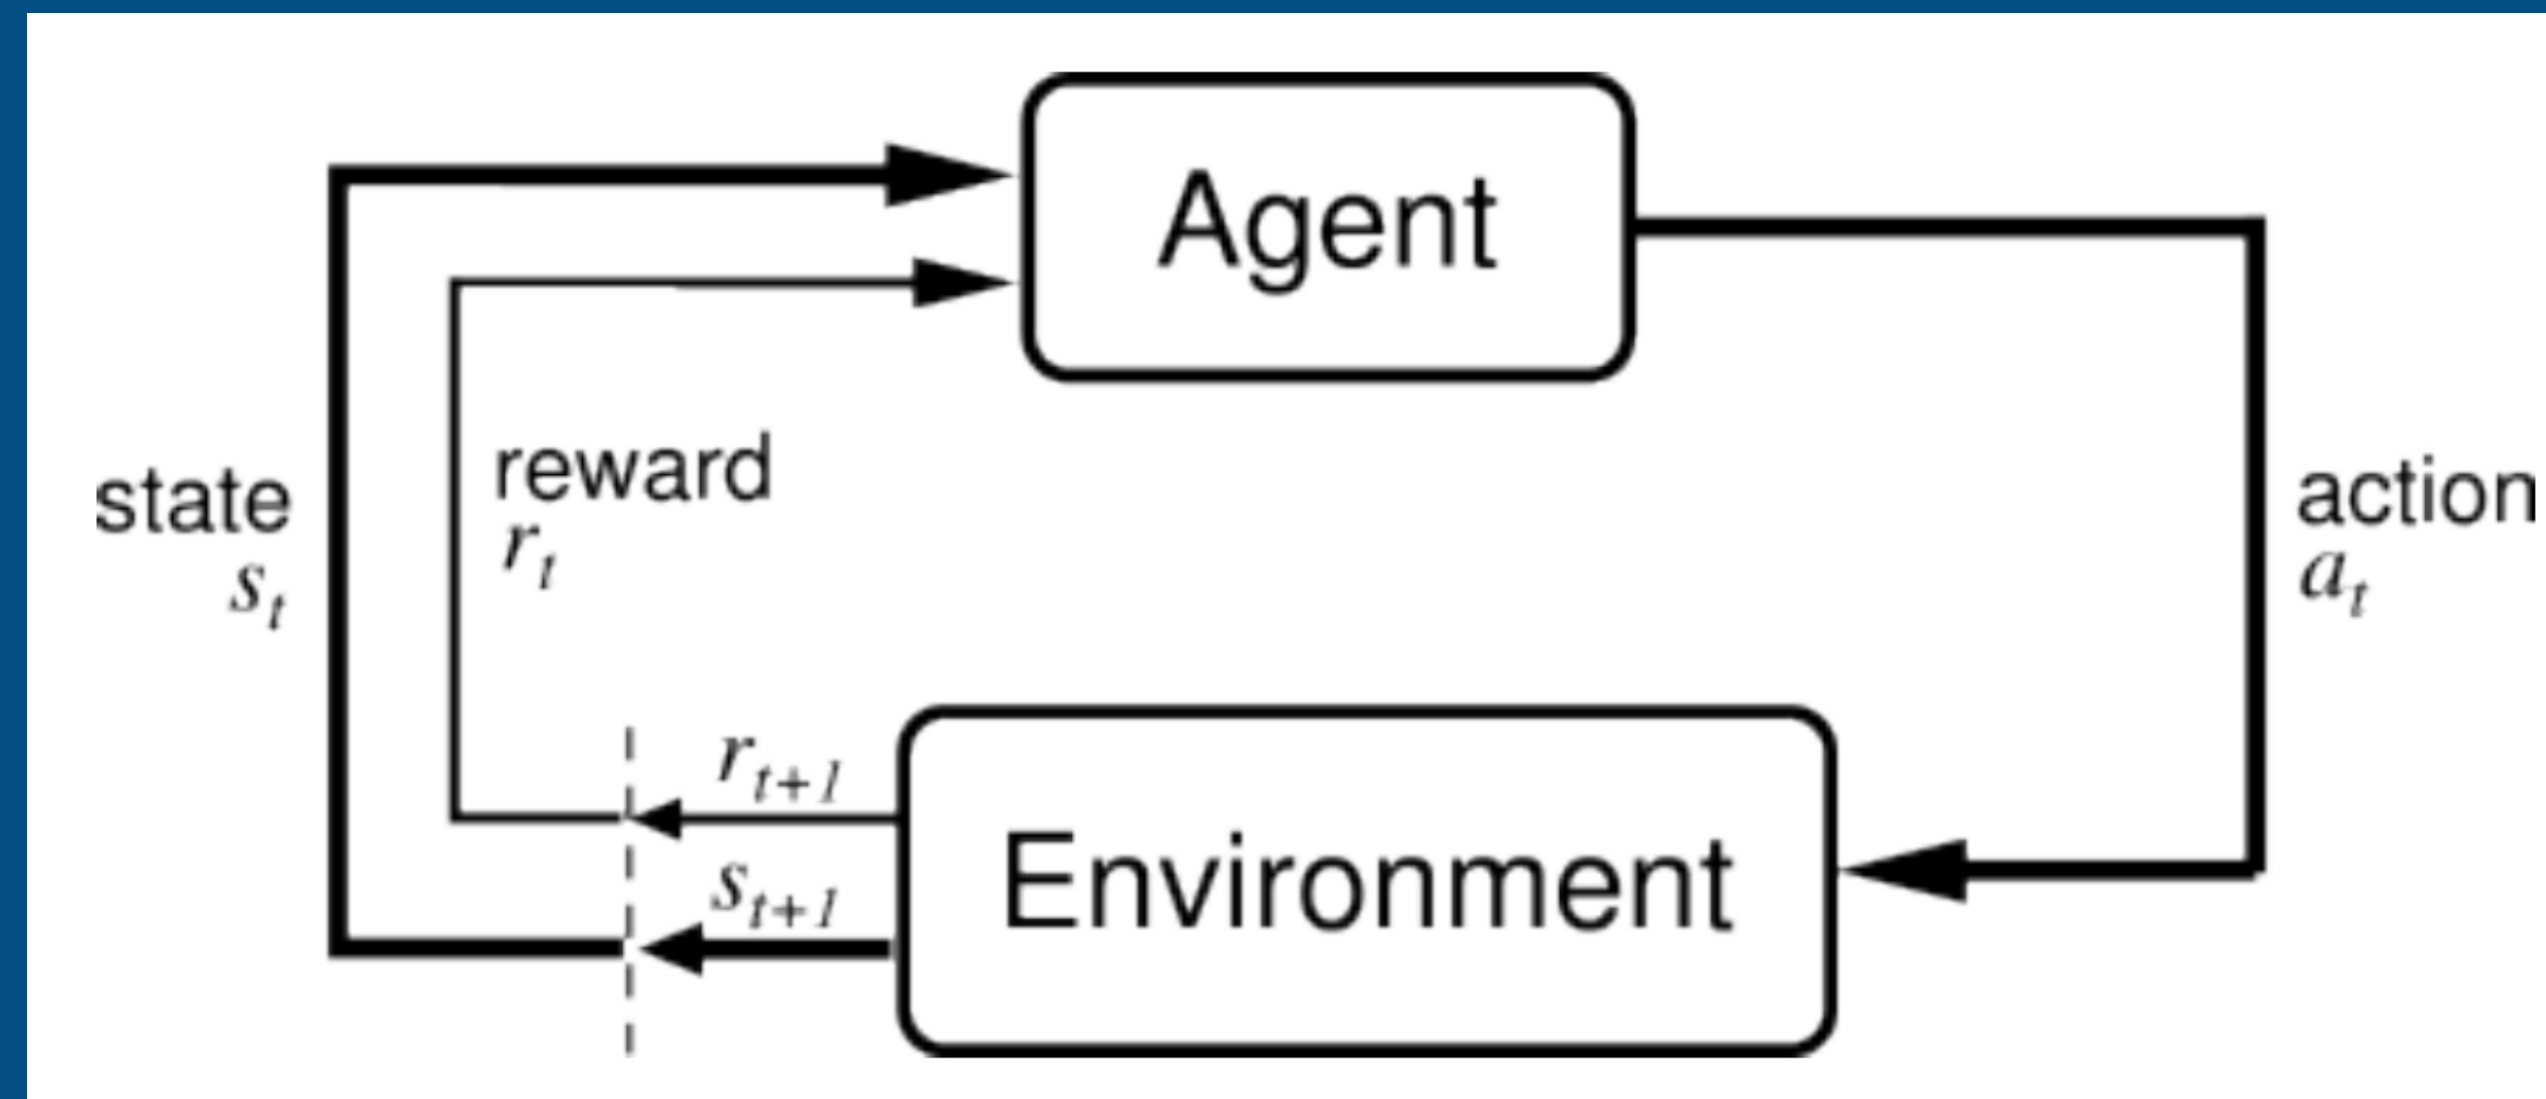 Agent
state
s_t
reward
r_t
action
a_t
r_{t+1}
s_{t+1}
Environment